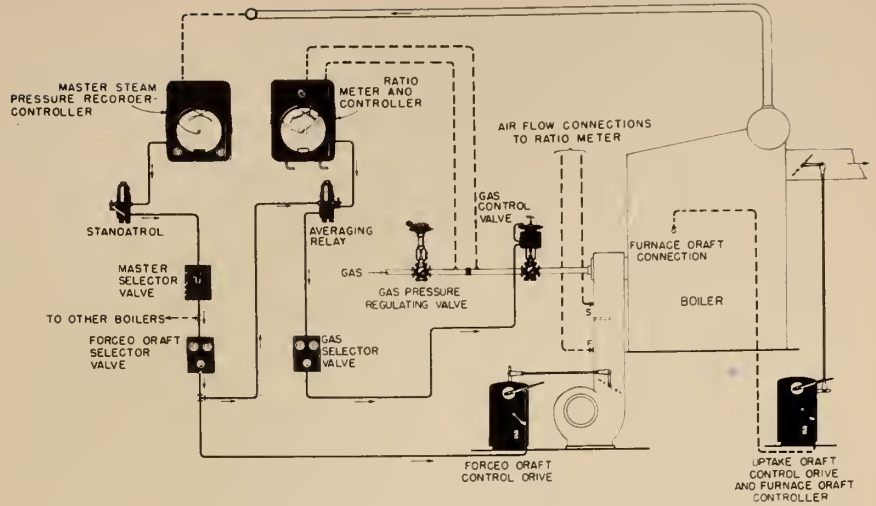 MASTER STEAM
PRESSURE RECORDER-
CONTROLLER
RATIO
METER AND
CONTROLLER
AIR FLOW CONNECTIONS
TO RATIO METER
GAS
CONTROL
VALVE
STANDATROL
AVERAGING
RELAY
FURNACE DRAFT
CONNECTION
MASTER
SELECTOR
VALVE
GAS
GAS PRESSURE
REGULATING VALVE
S
BOILER
TO OTHER BOILERS
FORCED DRAFT
SELECTOR
VALVE
GAS
SELECTOR
VALVE
F
FORCED DRAFT
CONTROL DRIVE
UPTAKE DRAFT
CONTROL DRIVE
AND FURNACE DRAFT
CONTROLLER